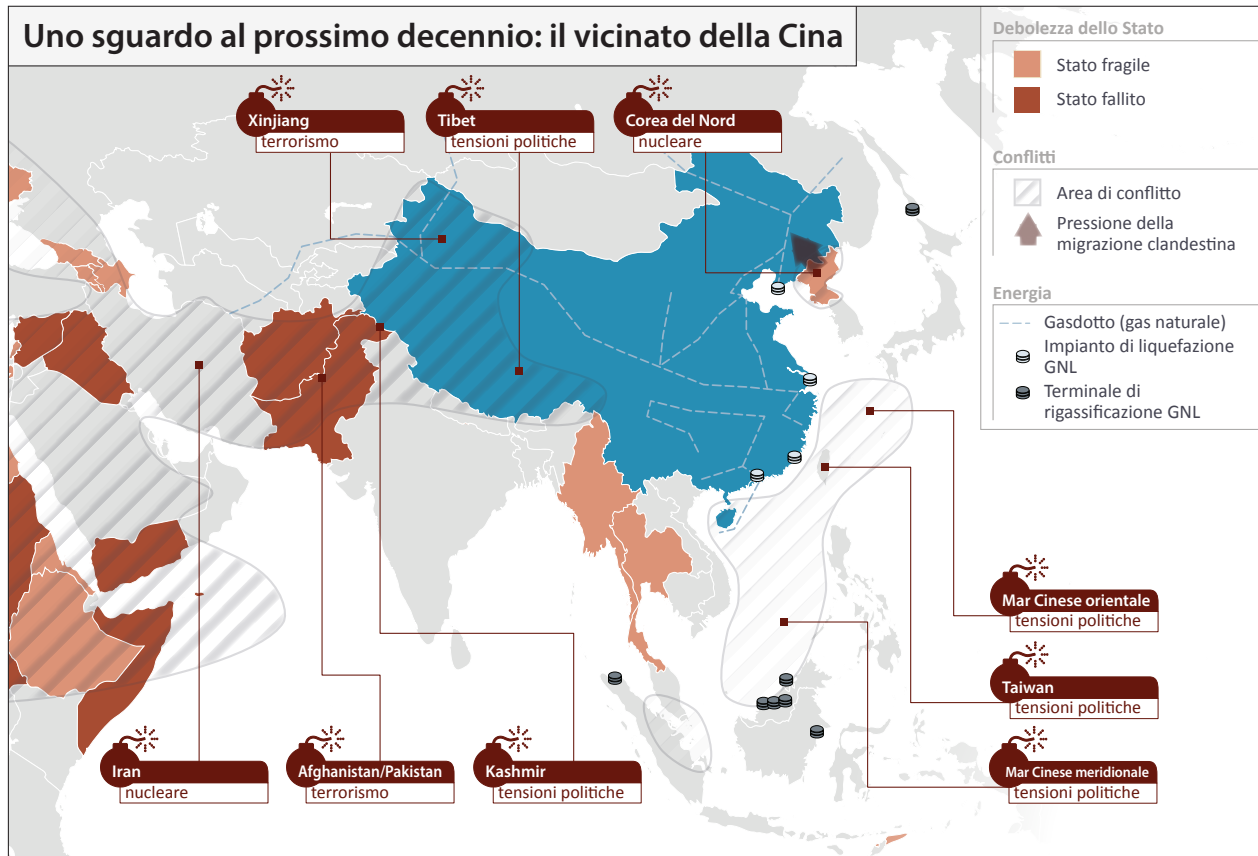 Uno sguardo al prossimo decennio: il vicinato della Cina
Debolezza dello Stato
Stato fragile
Stato fallito
Conflitti
Area di conflitto
Pressione della
migrazione clandestina
Energia
Gasdotto (gas naturale)
Impianto di liquefazione
GNL
Terminale di
rigassificazione GNL
Xinjiang
terrorismo
Tibet
tensioni politiche
Corea del Nord
nucleare
Mar Cinese orientale
tensioni politiche
Taiwan
tensioni politiche
Mar Cinese meridionale
tensioni politiche
Iran
nucleare
Afghanistan/Pakistan
terrorismo
Kashmir
tensioni politiche